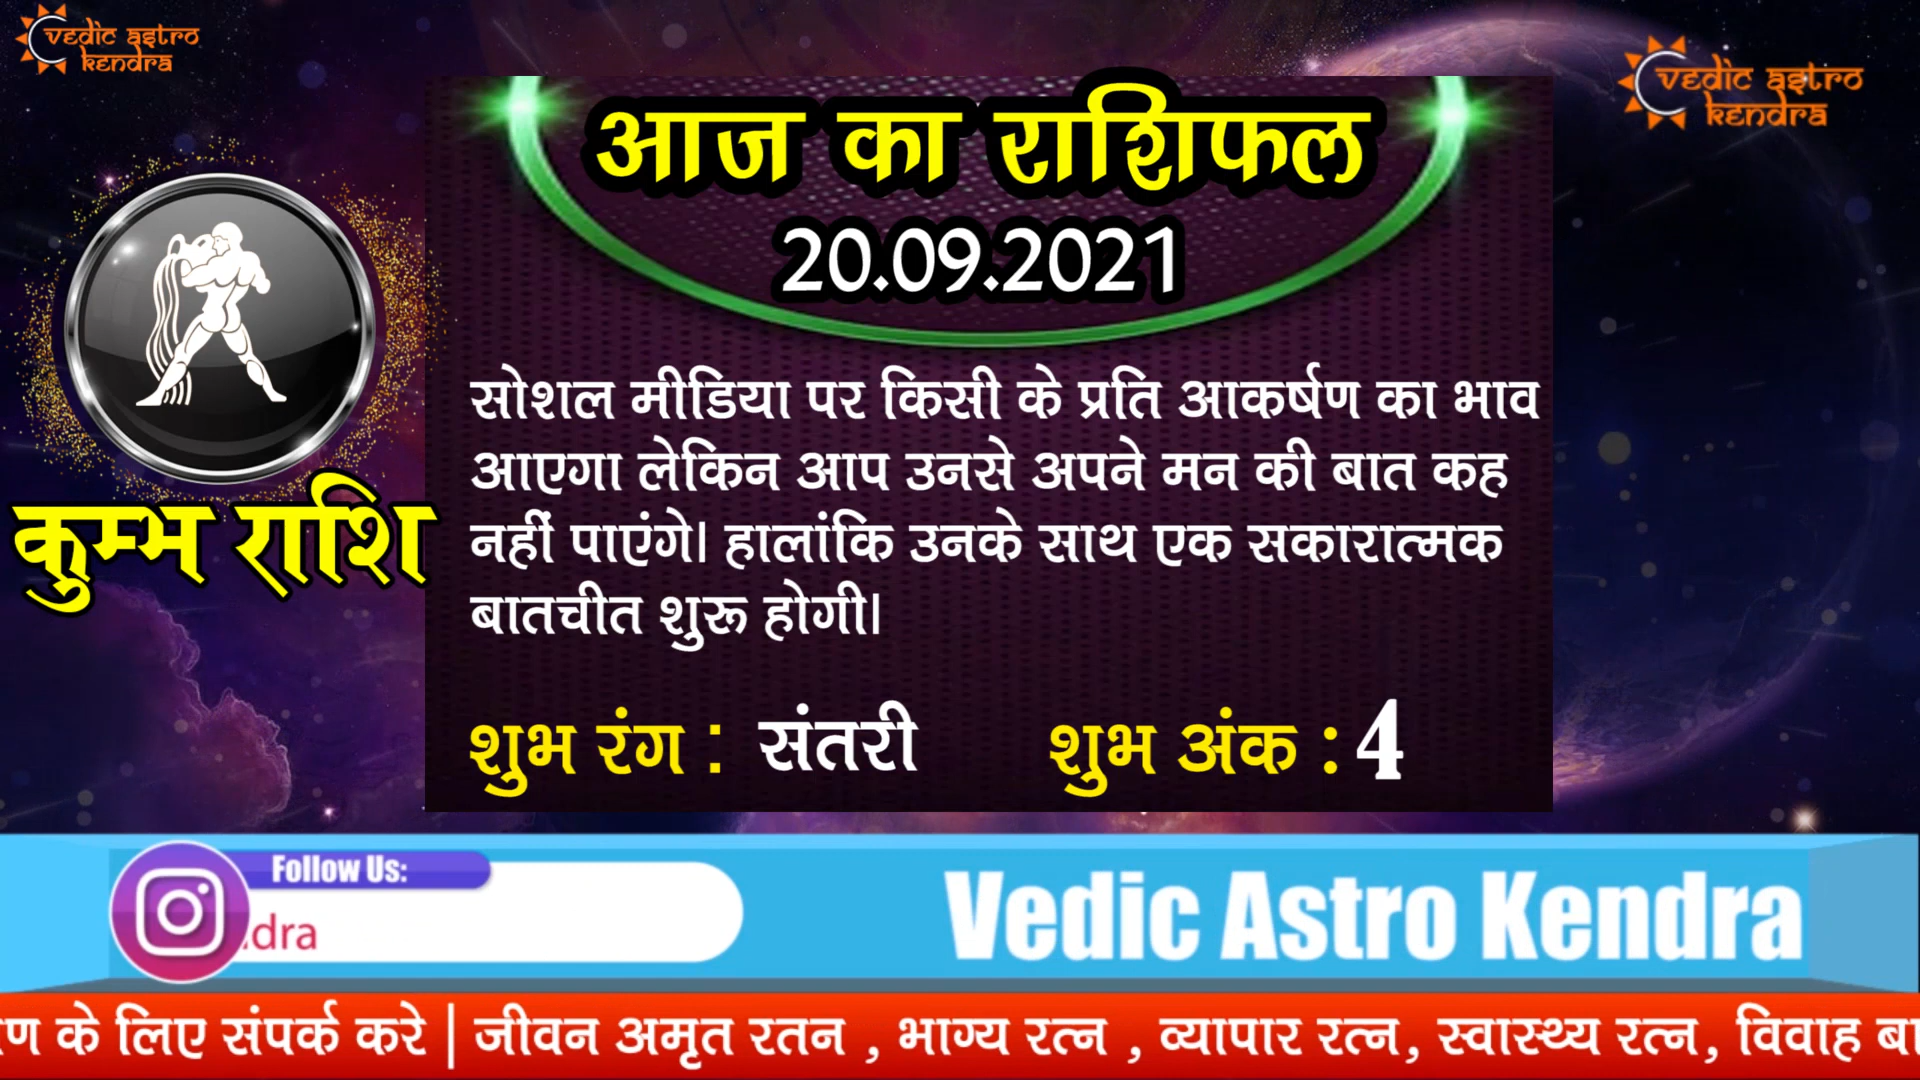 vedic astro
kendra
vedic astro
kendra
आज का राशिफल
20.09.2021
कुम्भ राशि
सोशल मीडिया पर किसी के प्रति आकर्षण का भाव
आएगा लेकिन आप उनसे अपने मन की बात कह
नहीं पाएंगे। हालांकि उनके साथ एक सकारात्मक
बातचीत शुरू होगी।
शुभ रंग : संतरी
शुभ अंक : 4
Follow Us:
dra
Vedic Astro Kendra
के लिए संपर्क करे | जीवन अमृत रतन , भाग्य रत्न , व्यापार रत्न, स्वास्थ्य रत्न, विवाह